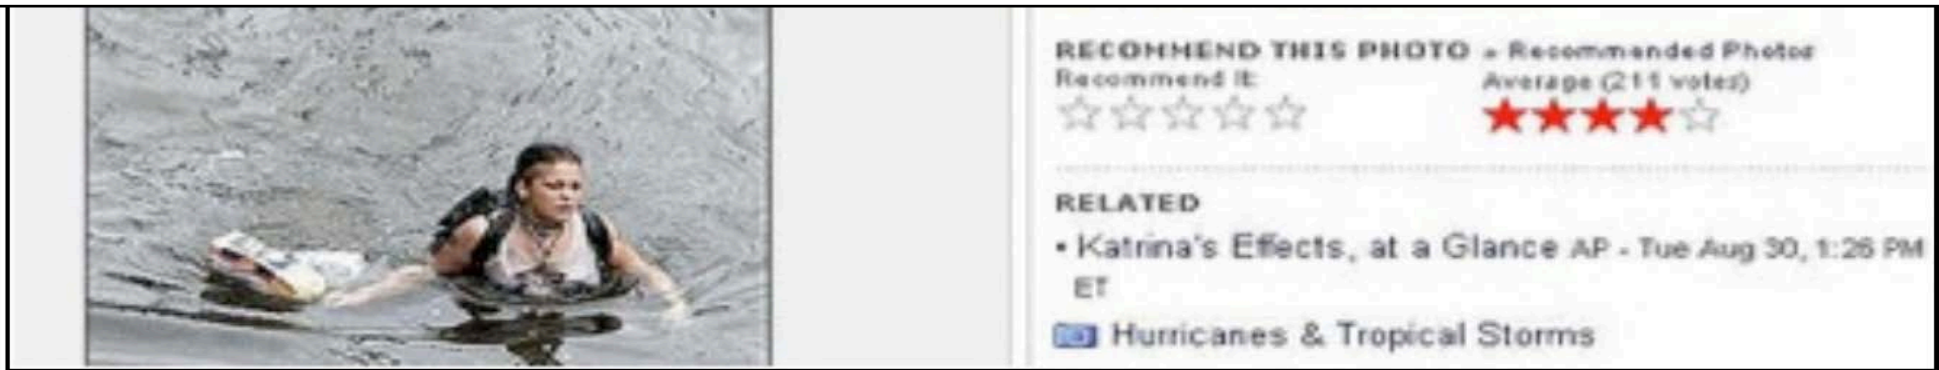 RECOMMEND THIS PHOTO » Recommended Photos
Recommend It:
Average (211 votes)
RELATED
• Katrina's Effects, at a Glance AP - Tue Aug 30, 1:26 PM
ET
Hurricanes & Tropical Storms